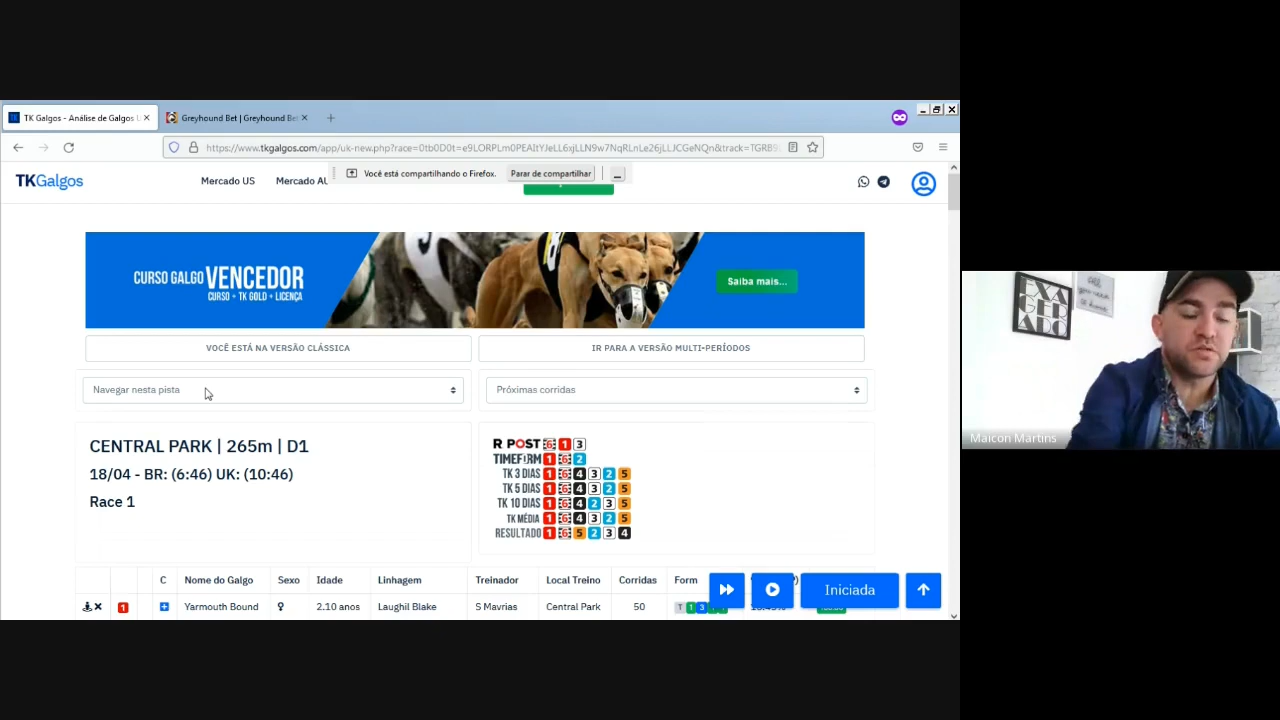 TK Galgos - Análise de Galgos
Greyhound Bet | Greyhound Be
https://www.tkgalgos.com/app/uk-new.php?race=
TKGalgos
Mercado US
Mercado AU
Você está compartilhando o Firefox.
Parar de compartilhar
CURSO GALGO VENCEDOR
CURSO + TK GOLD + LICENÇA
Saiba mais...
VOCÊ ESTÁ NA VERSÃO CLÁSSICA
IR PARA A VERSÃO MULTI-PERÍODOS
Navegar nesta pista
Próximas corridas
CENTRAL PARK | 265m | D1
18/04 - BR: (6:46) UK: (10:46)
Race 1
R POST 6 1 3
TIMEFORM 1 6 2
TK 3 DIAS 1 6 4 3 2 5
TK 5 DIAS 1 6 4 3 2 5
TK 10 DIAS 1 6 4 2 3 5
TK MÉDIA 1 6 4 3 2 5
RESULTADO 1 6 5 2 3 4
C Nome do Galgo Sexo Idade Linhagem Treinador Local Treino Corridas Form
1 Yarmouth Bound ♀ 2.10 anos Laughil Blake S Mavrias Central Park 50 T 1 3
Iniciada
EXA
GER
ADO
Maicon Martins